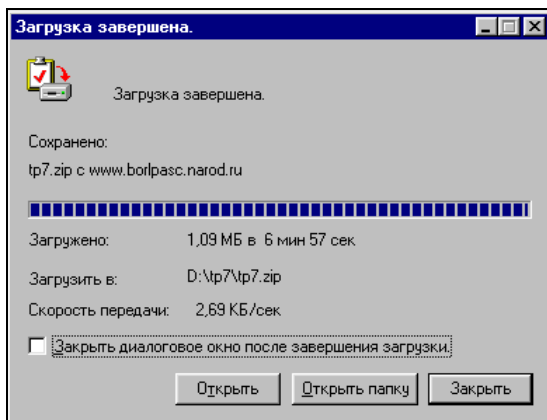 Загрузка завершена.
Загрузка завершена.
Сохранено:
tp7.zip с www.borlpasc.narod.ru
Загружено: 1,09 МБ в 6 мин 57 сек
Загрузить в: D:\tp7\tp7.zip
Скорость передачи: 2,69 КБ/сек
Закрыть диалоговое окно после завершения загрузки.
Открыть Открыть папку Закрыть